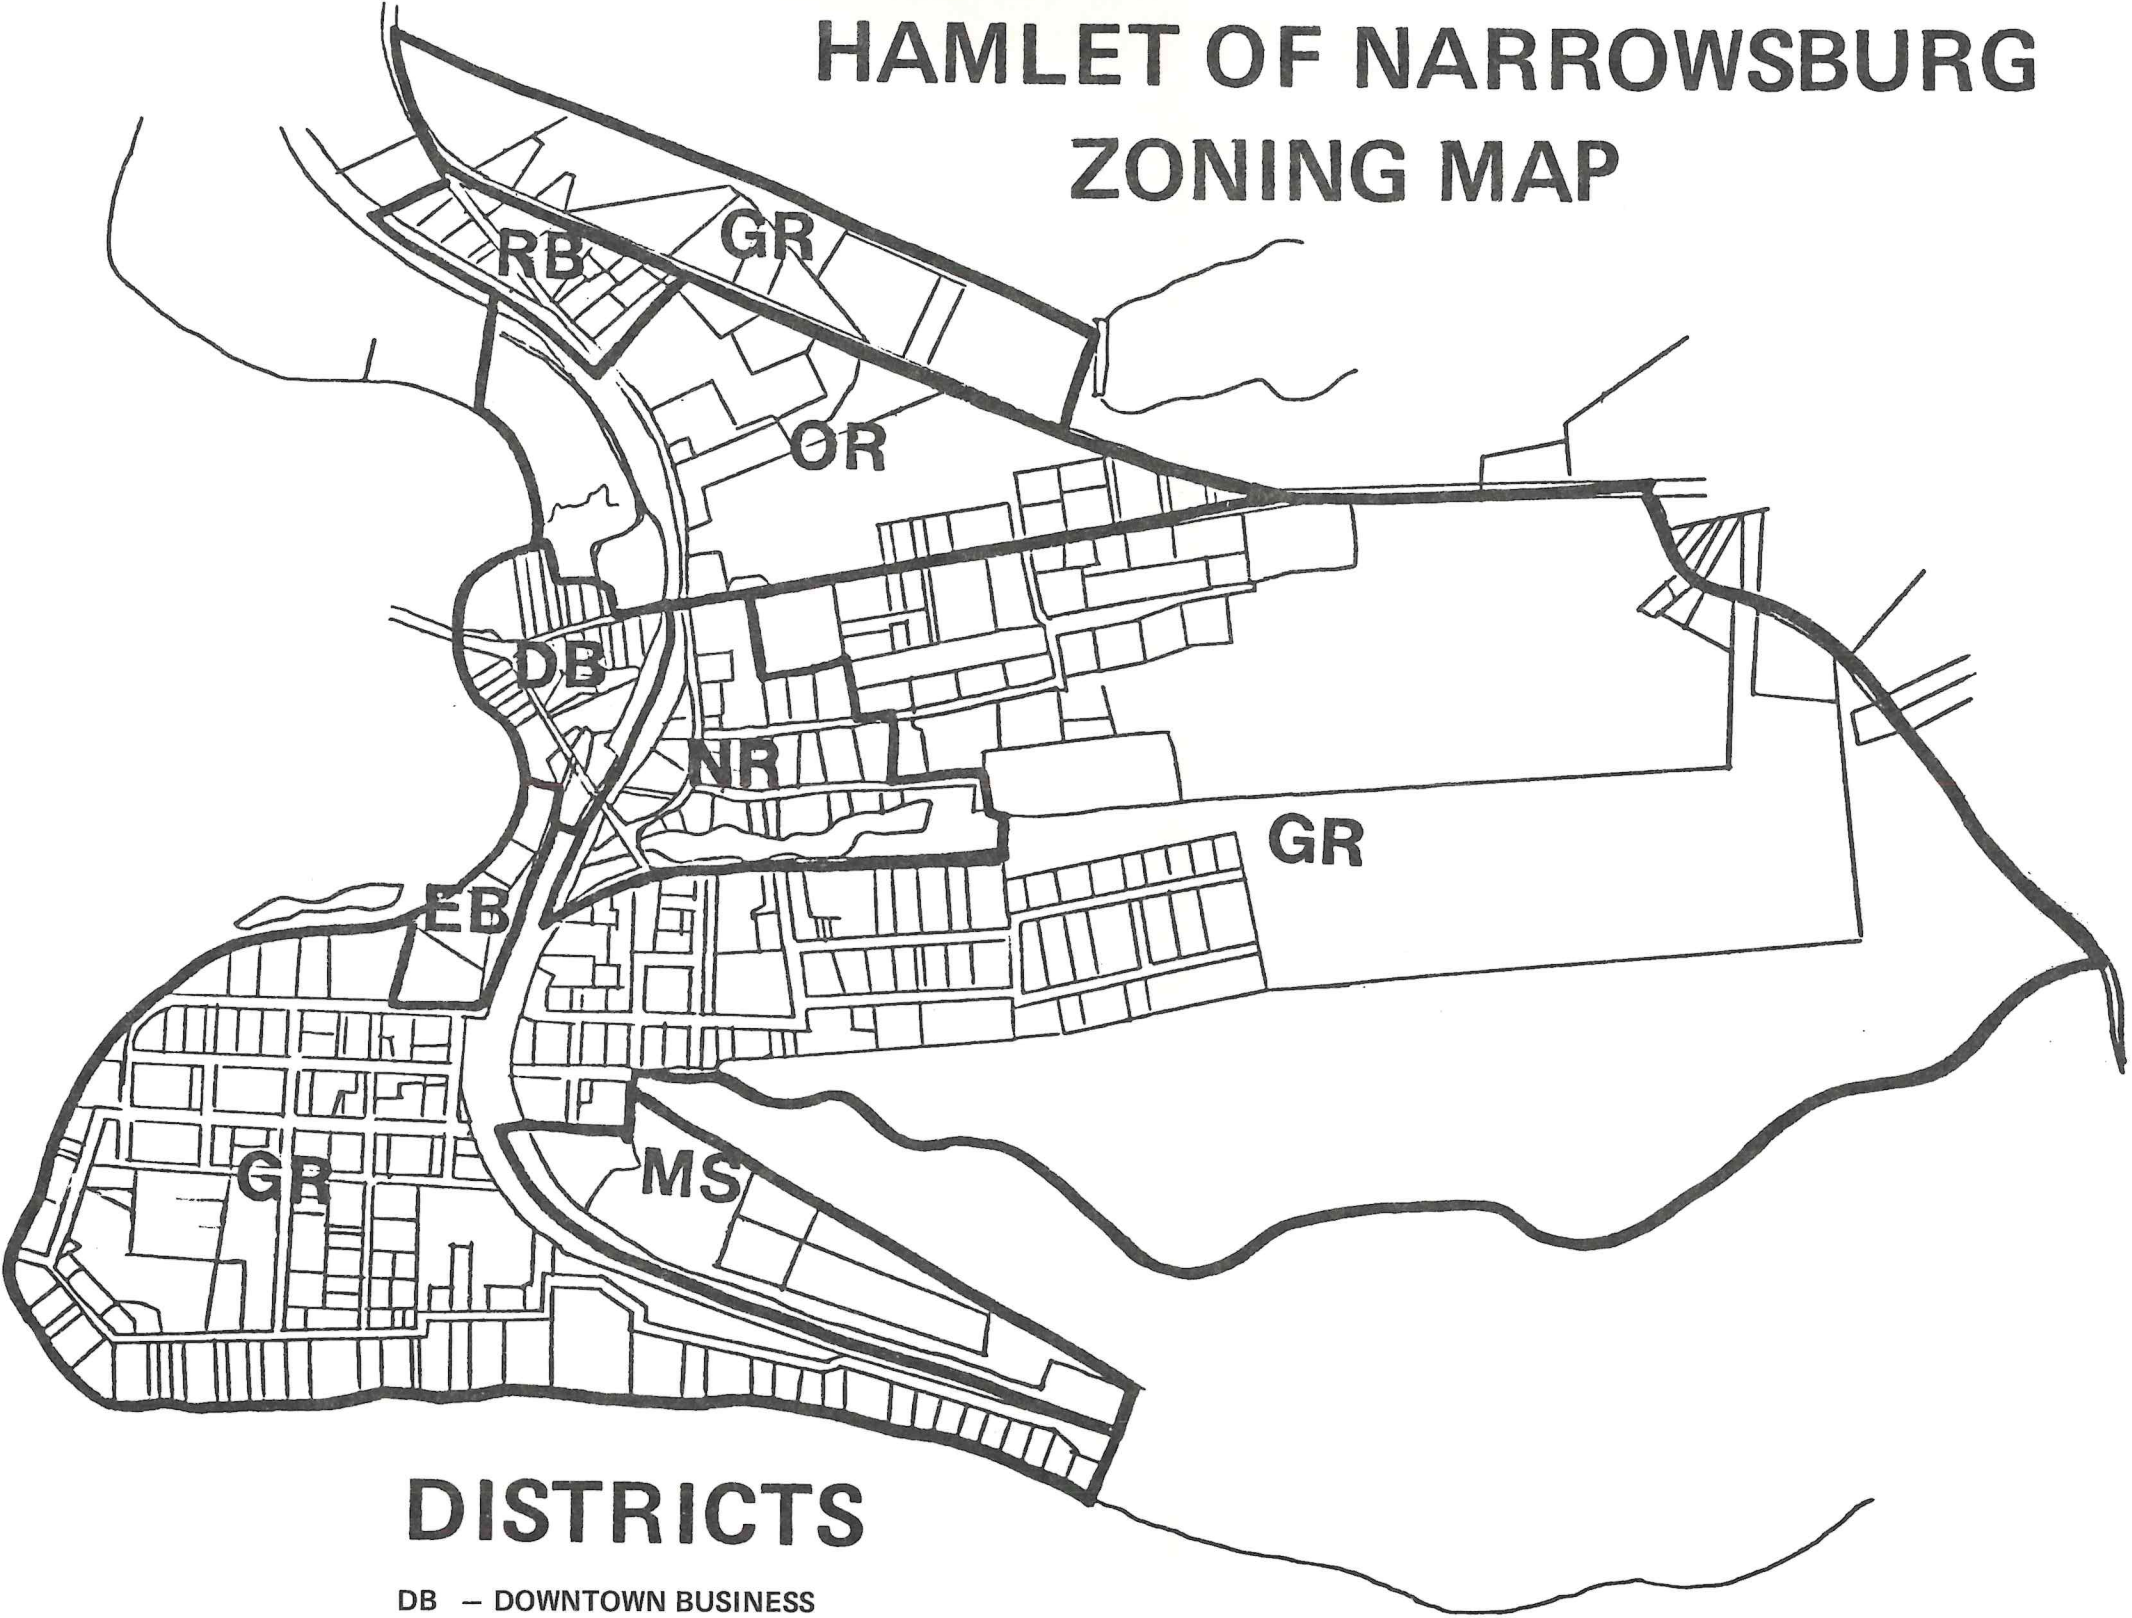 HAMLET OF NARROWSBURG
ZONING MAP
GR
RB
OR
DB
NR
GR
EB
MS
GR
DISTRICTS
DB – DOWNTOWN BUSINESS